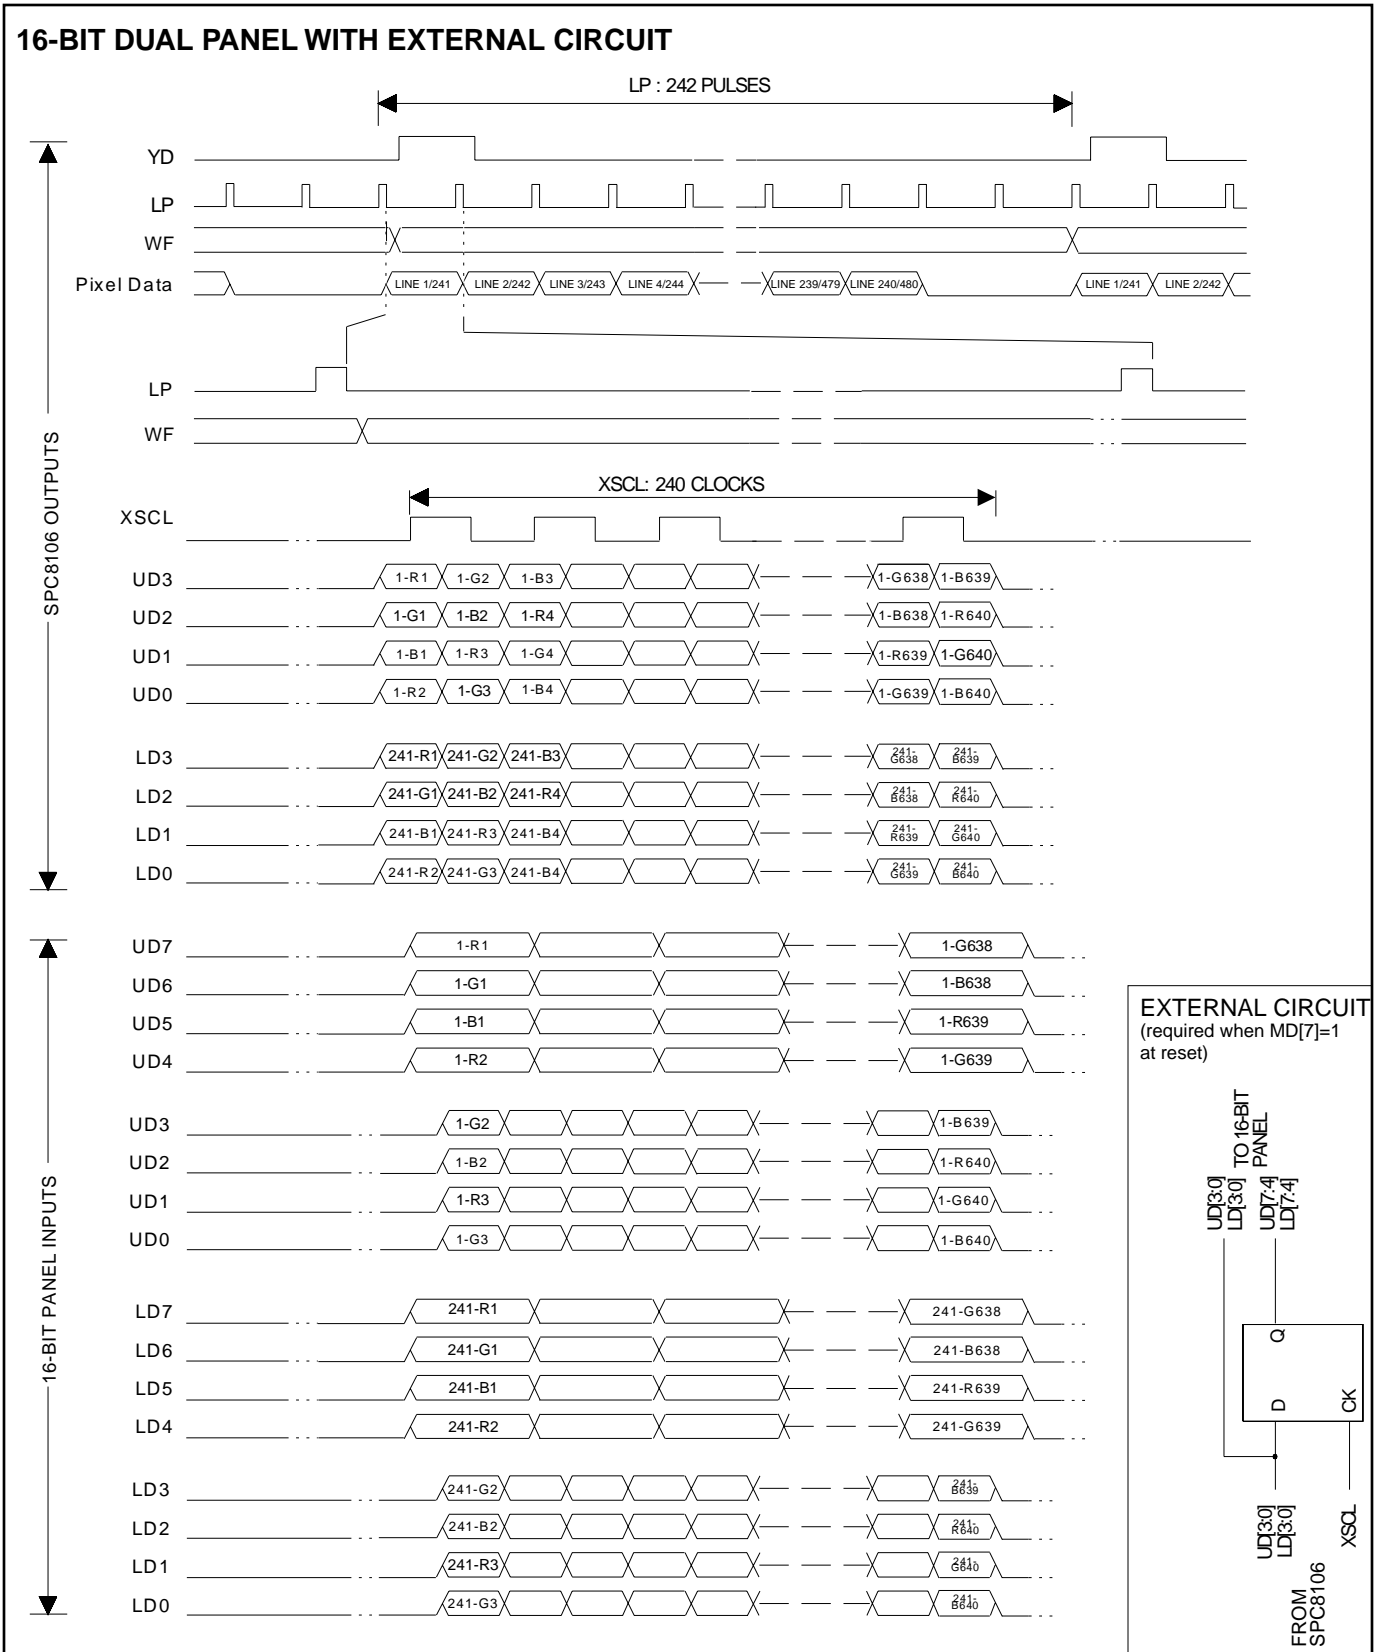 16-BIT DUAL PANEL WITH EXTERNAL CIRCUIT
LP : 242 PULSES
YD
LP
WF
Pixel Data LINE 1/241 LINE 2/242 LINE 3/243 LINE 4/244 LINE 239/479 LINE 240/480 LINE 1/241 LINE 2/242
LP
WF
XSCL: 240 CLOCKS
XSCL
UD3 1-R1 1-G2 1-B3 1-G638 1-B639
UD2 1-G1 1-B2 1-R4 1-B638 1-R640
UD1 1-B1 1-R3 1-G4 1-R639 1-G640
UD0 1-R2 1-G3 1-B4 1-G639 1-B640
LD3 241-R1 241-G2 241-B3 241-G638 241-B639
LD2 241-G1 241-B2 241-R4 241-B638 241-R640
LD1 241-B1 241-R3 241-B4 241-R639 241-G640
LD0 241-R2 241-G3 241-B4 241-G639 241-B640
SPC8106 OUTPUTS
UD7 1-R1 1-G638
UD6 1-G1 1-B638
UD5 1-B1 1-R639
UD4 1-R2 1-G639
UD3 1-G2 1-B639
UD2 1-B2 1-R640
UD1 1-R3 1-G640
UD0 1-G3 1-B640
LD7 241-R1 241-G638
LD6 241-G1 241-B638
LD5 241-B1 241-R639
LD4 241-R2 241-G639
LD3 241-G2 241-B639
LD2 241-B2 241-R640
LD1 241-R3 241-G640
LD0 241-G3 241-B640
16-BIT PANEL INPUTS
EXTERNAL CIRCUIT
(required when MD[7]=1
at reset)
TO 16-BIT
PANEL
UD[3:0]
LD[3:0]
UD[7:4]
LD[7:4]
Q
D
CK
UD[3:0]
LD[3:0]
XSCL
FROM
SPC8106